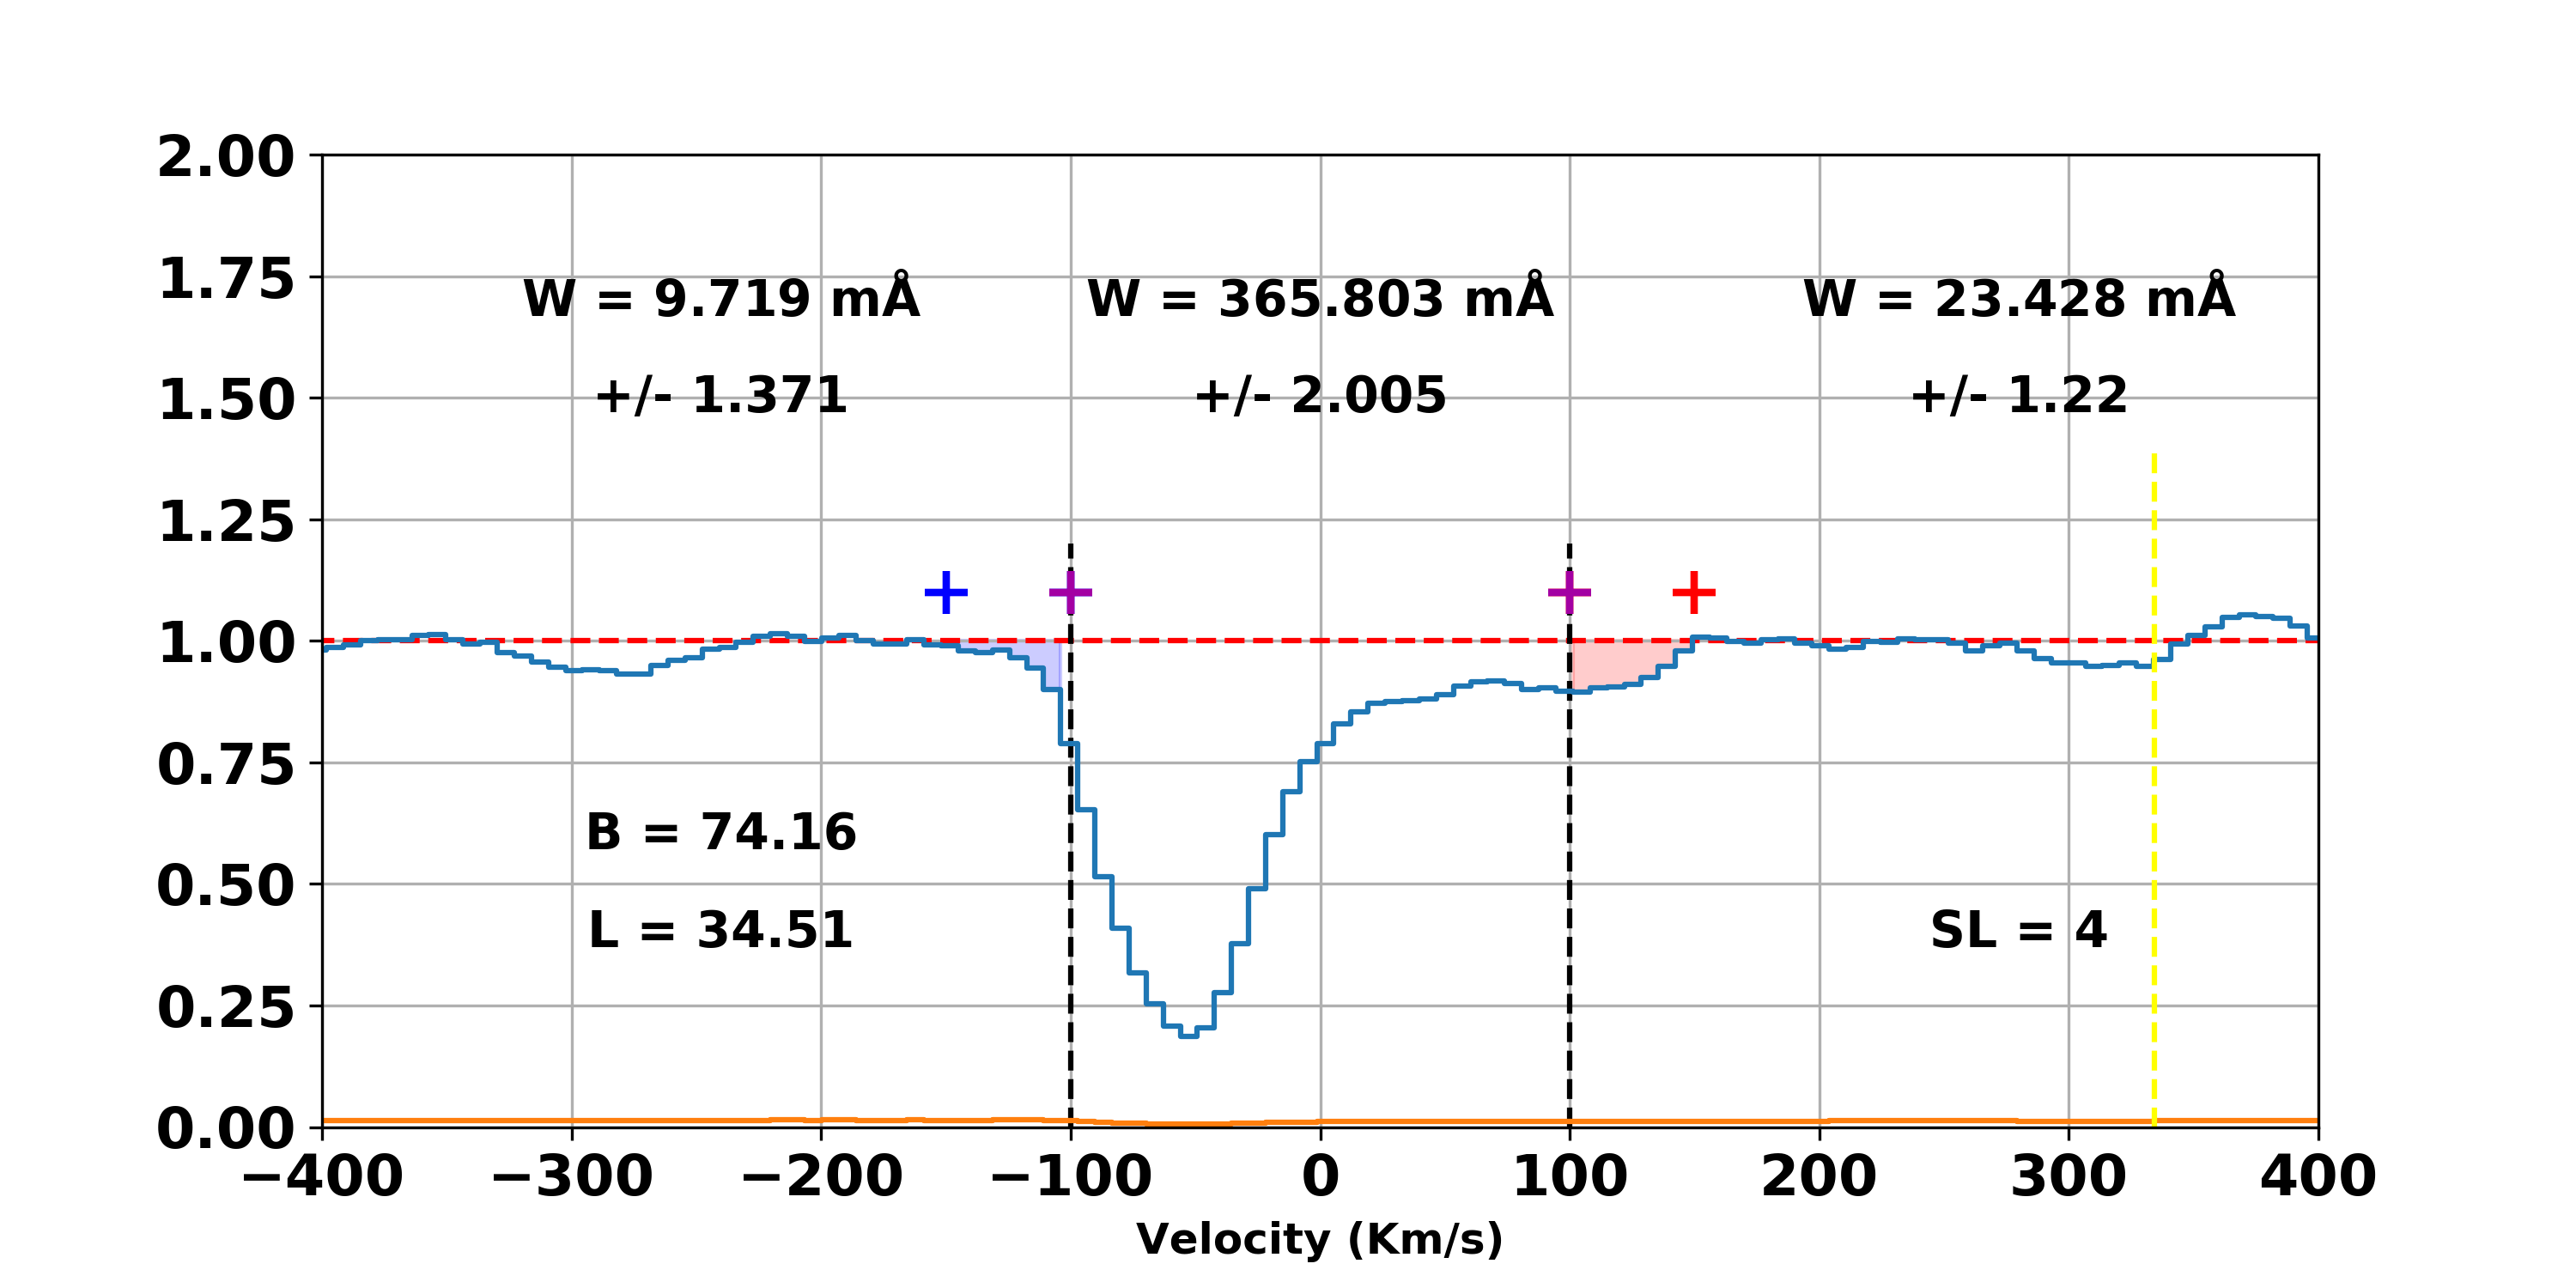 2.00
1.75
W = 9.719 mÅ W = 365.803 mÅ W = 23.428 mÅ
1.50
+/- 1.371 +/- 2.005 +/- 1.22
1.25
1.00
0.75
B = 74.16
0.50
L = 34.51 SL = 4
0.25
0.00
−400 −300 −200 −100 0 100 200 300 400
Velocity (Km/s)